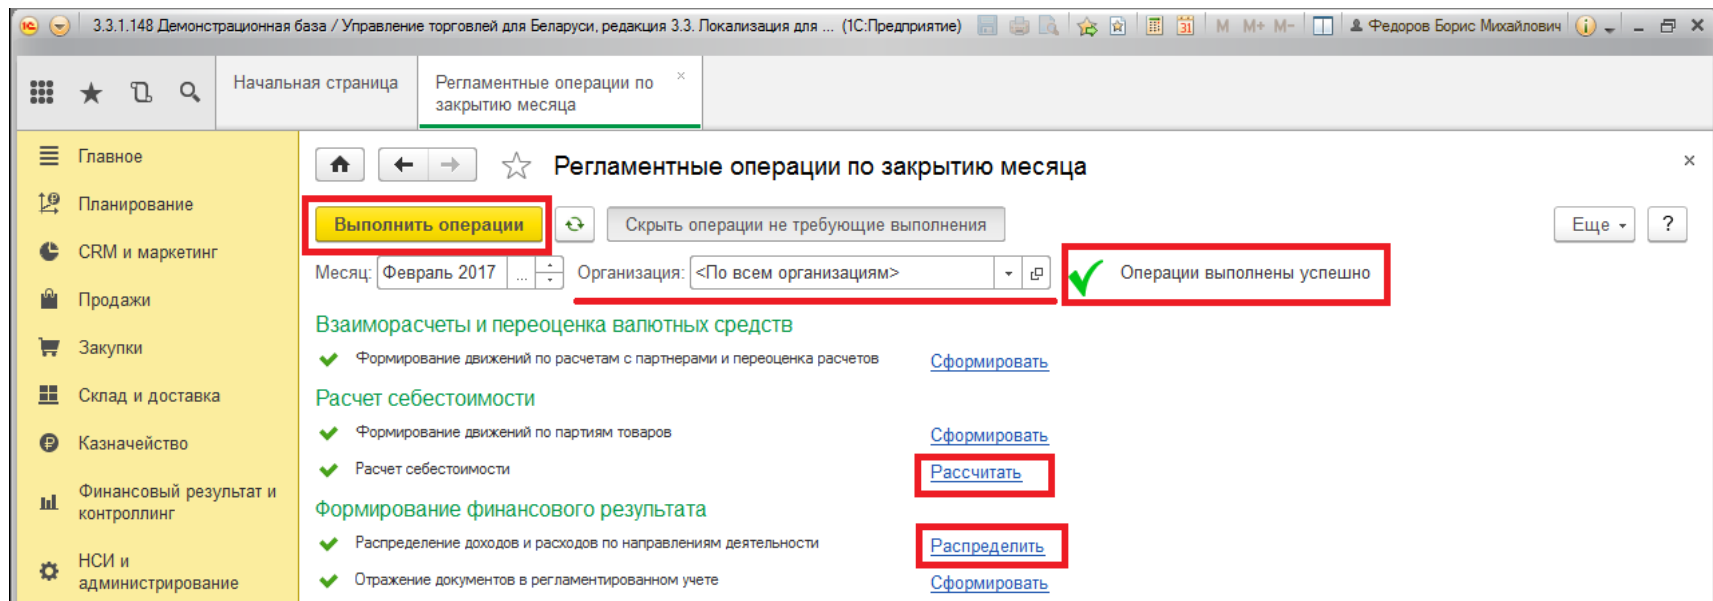 3.3.1.148 Демонстрационная база / Управление торговлей для Беларуси, редакция 3.3. Локализация для ... (1С:Предприятие) M M+ M- Федоров Борис Михайлович
Начальная страница
Регламентные операции по
закрытию месяца
Главное
Планирование
CRM и маркетинг
Продажи
Закупки
Склад и доставка
Казначейство
Финансовый результат и
контроллинг
НСИ и
администрирование
Регламентные операции по закрытию месяца
Выполнить операции Скрыть операции не требующие выполнения Еще ?
Месяц: Февраль 2017 ... Организация: <По всем организациям> Операции выполнены успешно
Взаиморасчеты и переоценка валютных средств
Формирование движений по расчетам с партнерами и переоценка расчетов Сформировать
Расчет себестоимости
Формирование движений по партиям товаров Сформировать
Расчет себестоимости Рассчитать
Формирование финансового результата
Распределение доходов и расходов по направлениям деятельности Распределить
Отражение документов в регламентированном учете Сформировать